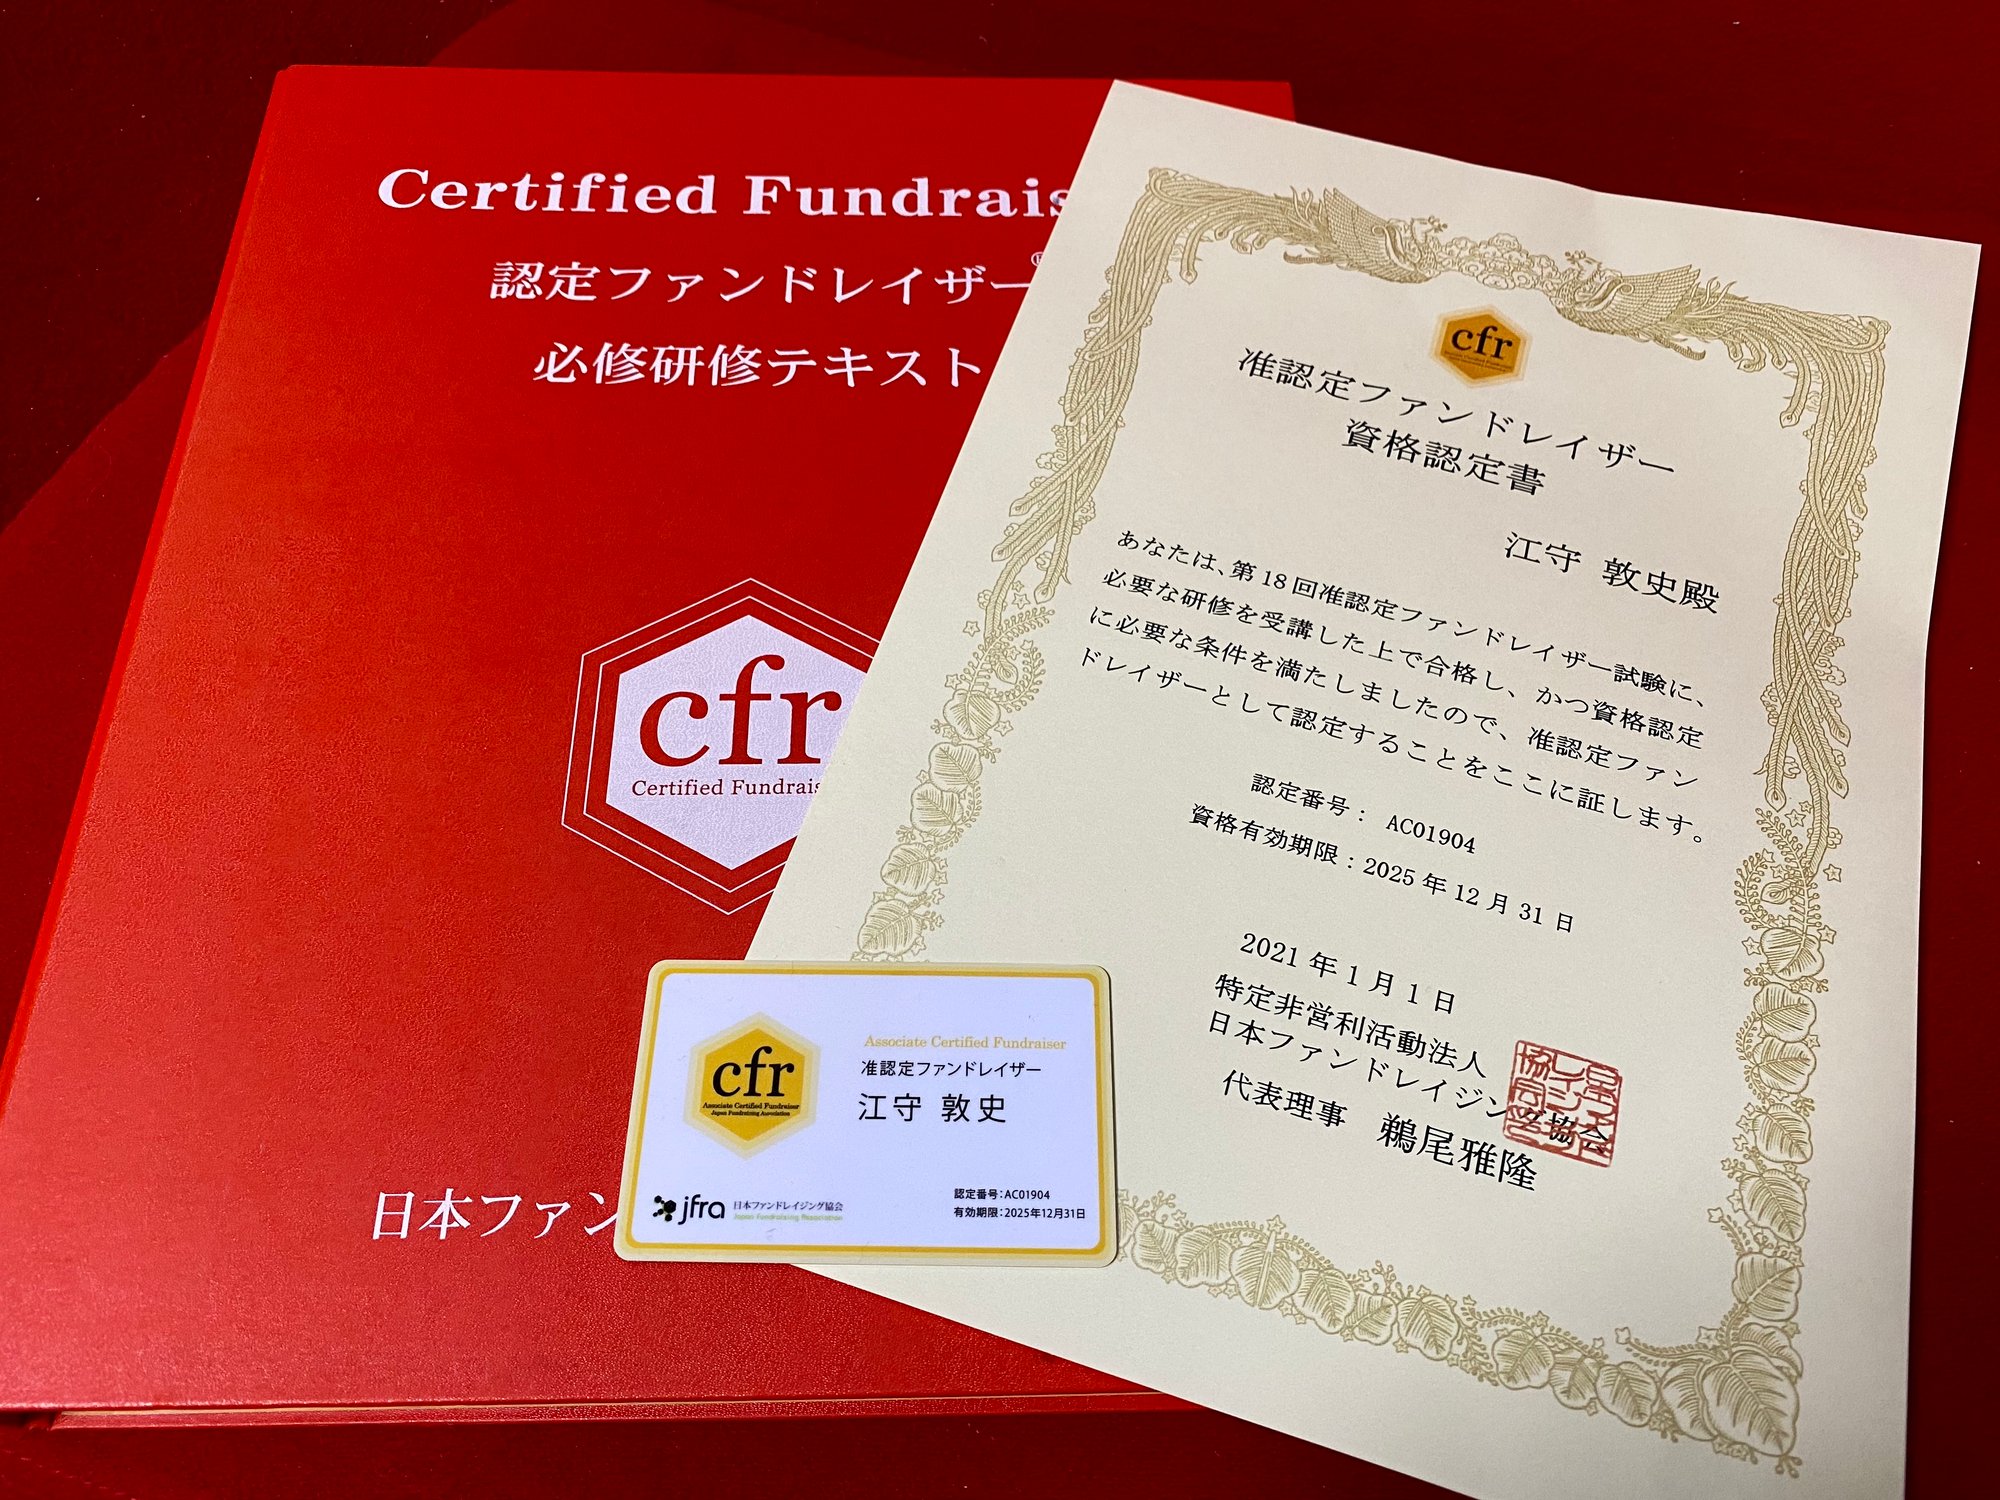 Certified Fundrais
認定ファンドレイザー®
必修研修テキスト
cfr
Certified Fundrais
日本ファン
cfr
准認定ファンドレイザー
資格認定書
江守 敦史殿
あなたは、第18回准認定ファンドレイザー試験に、
必要な研修を受講した上で合格し、かつ資格認定
に必要な条件を満たしましたので、准認定ファン
ドレイザーとして認定することをここに証します。
認定番号： AC01904
資格有効期限：2025年12月31日
2021年1月1日
特定非営利活動法人
日本ファンドレイジング協会
代表理事 鵜尾雅隆
cfr
Associate Certified Fundraiser
Japan Fundraising Association
Associate Certified Fundraiser
准認定ファンドレイザー
江守 敦史
jfra 日本ファンドレイジング協会
Japan Fundraising Association
認定番号：AC01904
有効期限：2025年12月31日